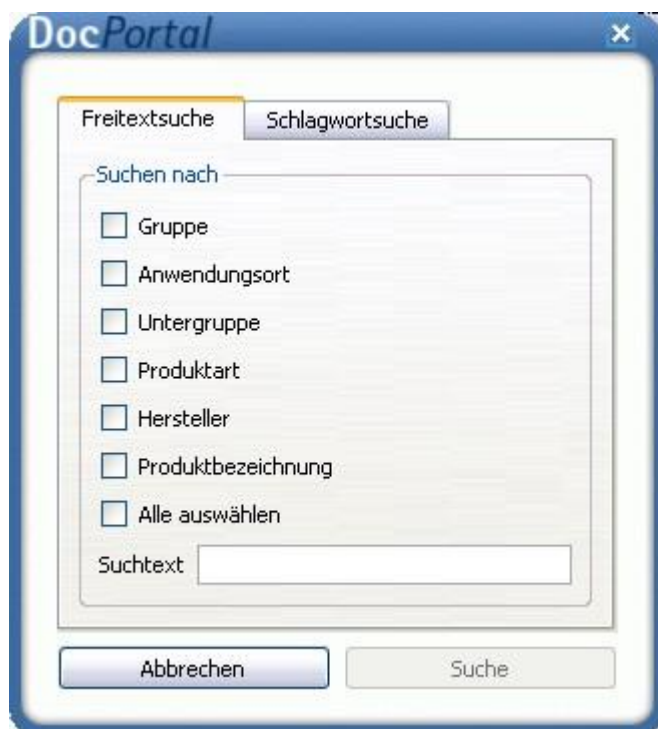 DocPortal
Freitextsuche Schlagwortsuche
Suchen nach
Gruppe
Anwendungsort
Untergruppe
Produktart
Hersteller
Produktbezeichnung
Alle auswählen
Suchtext
Abbrechen Suche